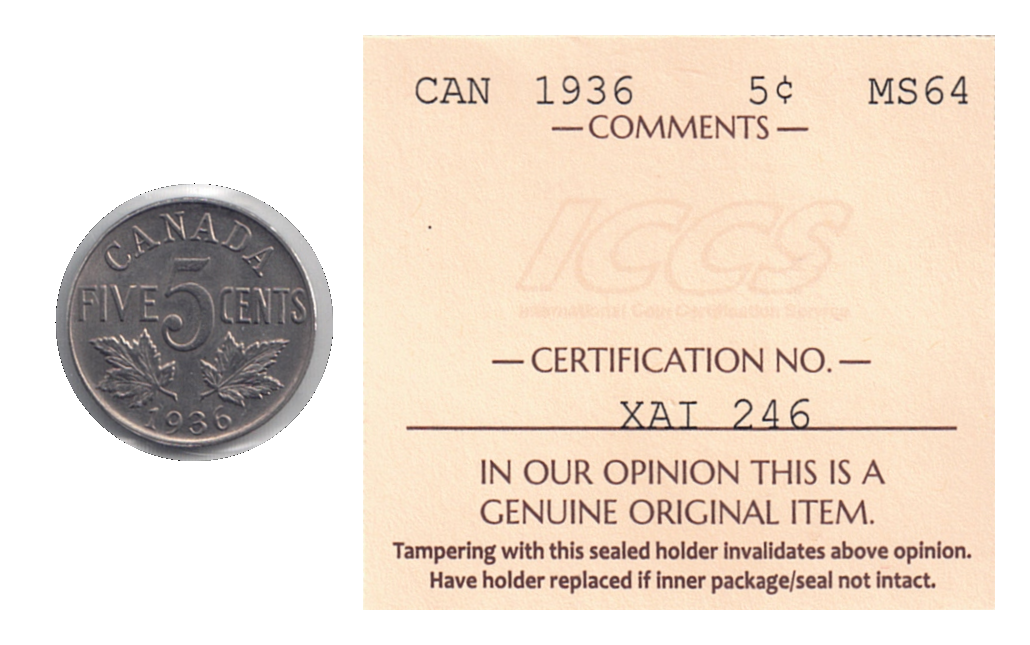 CANADA
FIVE 5 CENTS
1936
CAN 1936 5¢ MS64
— COMMENTS —
ICCS
International Coin Certification Service
— CERTIFICATION NO. —
XAI 246
IN OUR OPINION THIS IS A
GENUINE ORIGINAL ITEM.
Tampering with this sealed holder invalidates above opinion.
Have holder replaced if inner package/seal not intact.